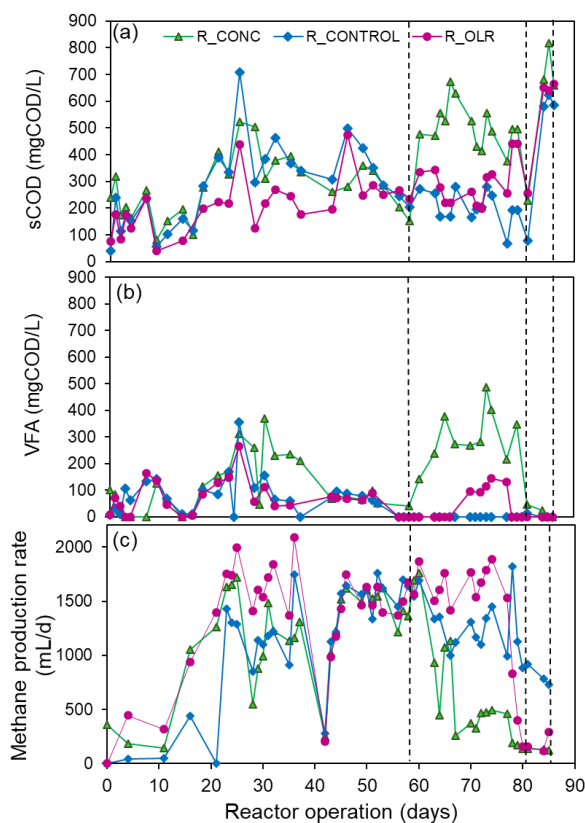 (a)
R_CONC R_CONTROL R_OLR
900
800
700
600
500
400
300
200
100
0
sCOD (mgCOD/L)
(b)
900
800
700
600
500
400
300
200
100
0
VFA (mgCOD/L)
(c)
2000
1500
1000
500
0
Methane production rate
(mL/d)
0 10 20 30 40 50 60 70 80 90
Reactor operation (days)